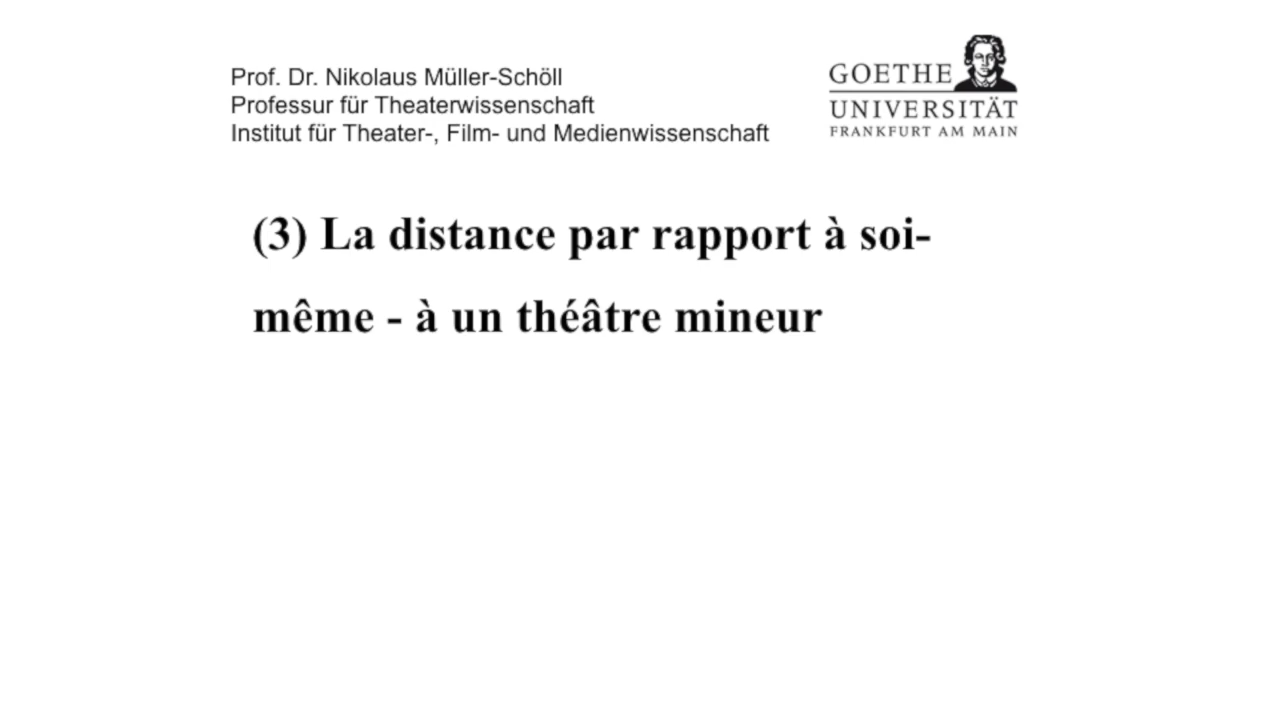 Prof. Dr. Nikolaus Müller-Schöll
Professur für Theaterwissenschaft
Institut für Theater-, Film- und Medienwissenschaft
GOETHE
UNIVERSITÄT
FRANKFURT AM MAIN
(3) La distance par rapport à soi-
même - à un théâtre mineur